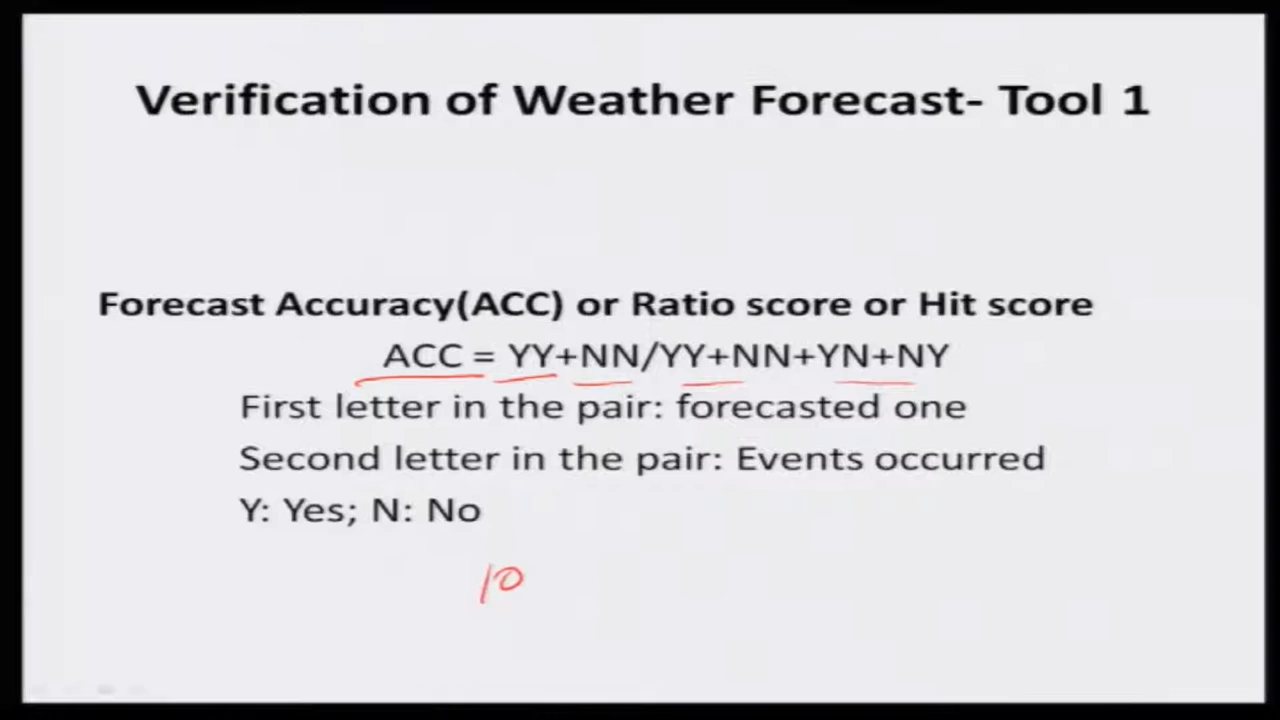 Verification of Weather Forecast- Tool 1
Forecast Accuracy(ACC) or Ratio score or Hit score
ACC = YY+NN/YY+NN+YN+NY
First letter in the pair: forecasted one
Second letter in the pair: Events occurred
Y: Yes; N: No
10